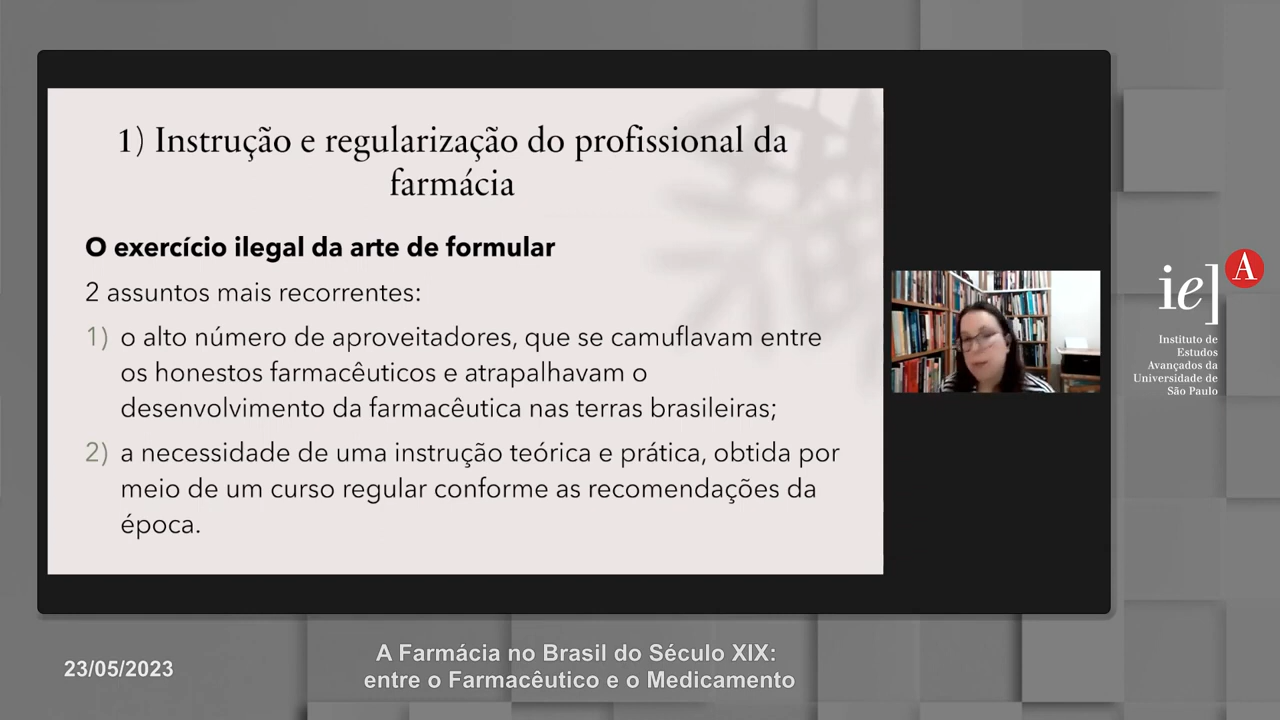 1) Instrução e regularização do profissional da
farmácia
O exercício ilegal da arte de formular
2 assuntos mais recorrentes:
1) o alto número de aproveitadores, que se camuflavam entre
os honestos farmacêuticos e atrapalhavam o
desenvolvimento da farmacêutica nas terras brasileiras;
2) a necessidade de uma instrução teórica e prática, obtida por
meio de um curso regular conforme as recomendações da
época.
ie] A
Instituto de
Estudos
Avançados da
Universidade de
São Paulo
23/05/2023
A Farmácia no Brasil do Século XIX:
entre o Farmacêutico e o Medicamento